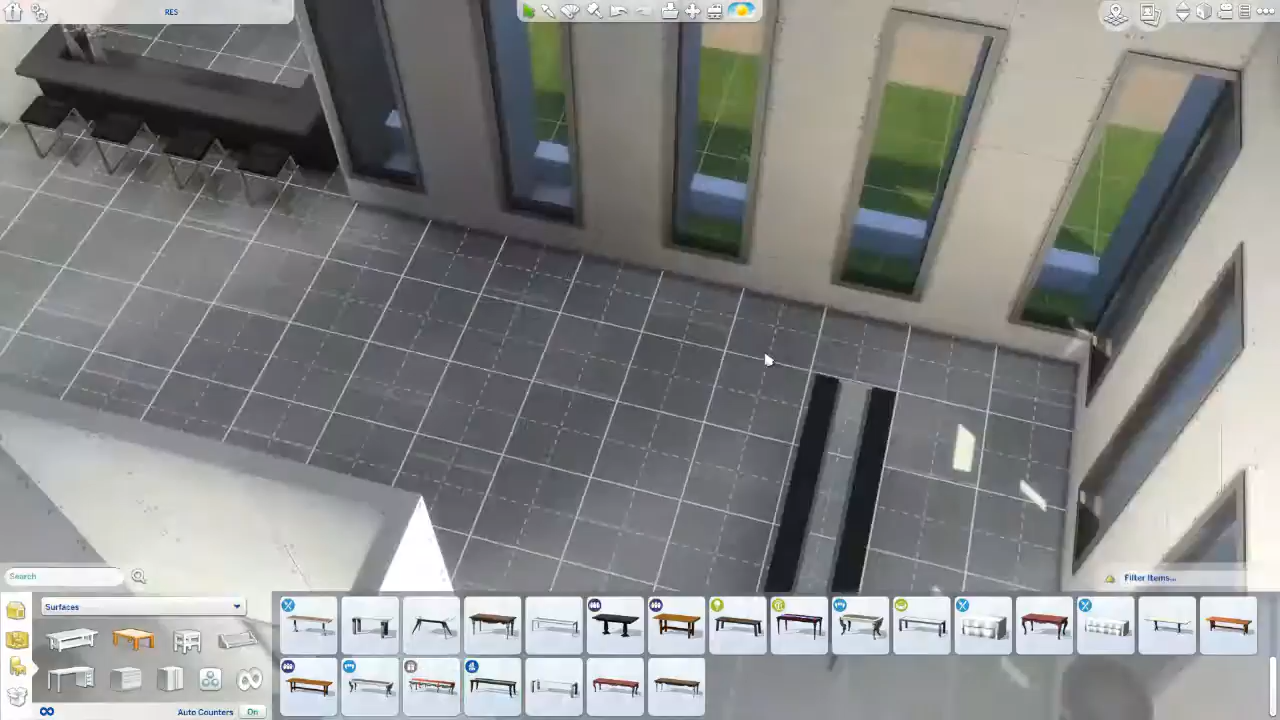 RES
Search
Filter Items...
Surfaces
Auto Counters
On